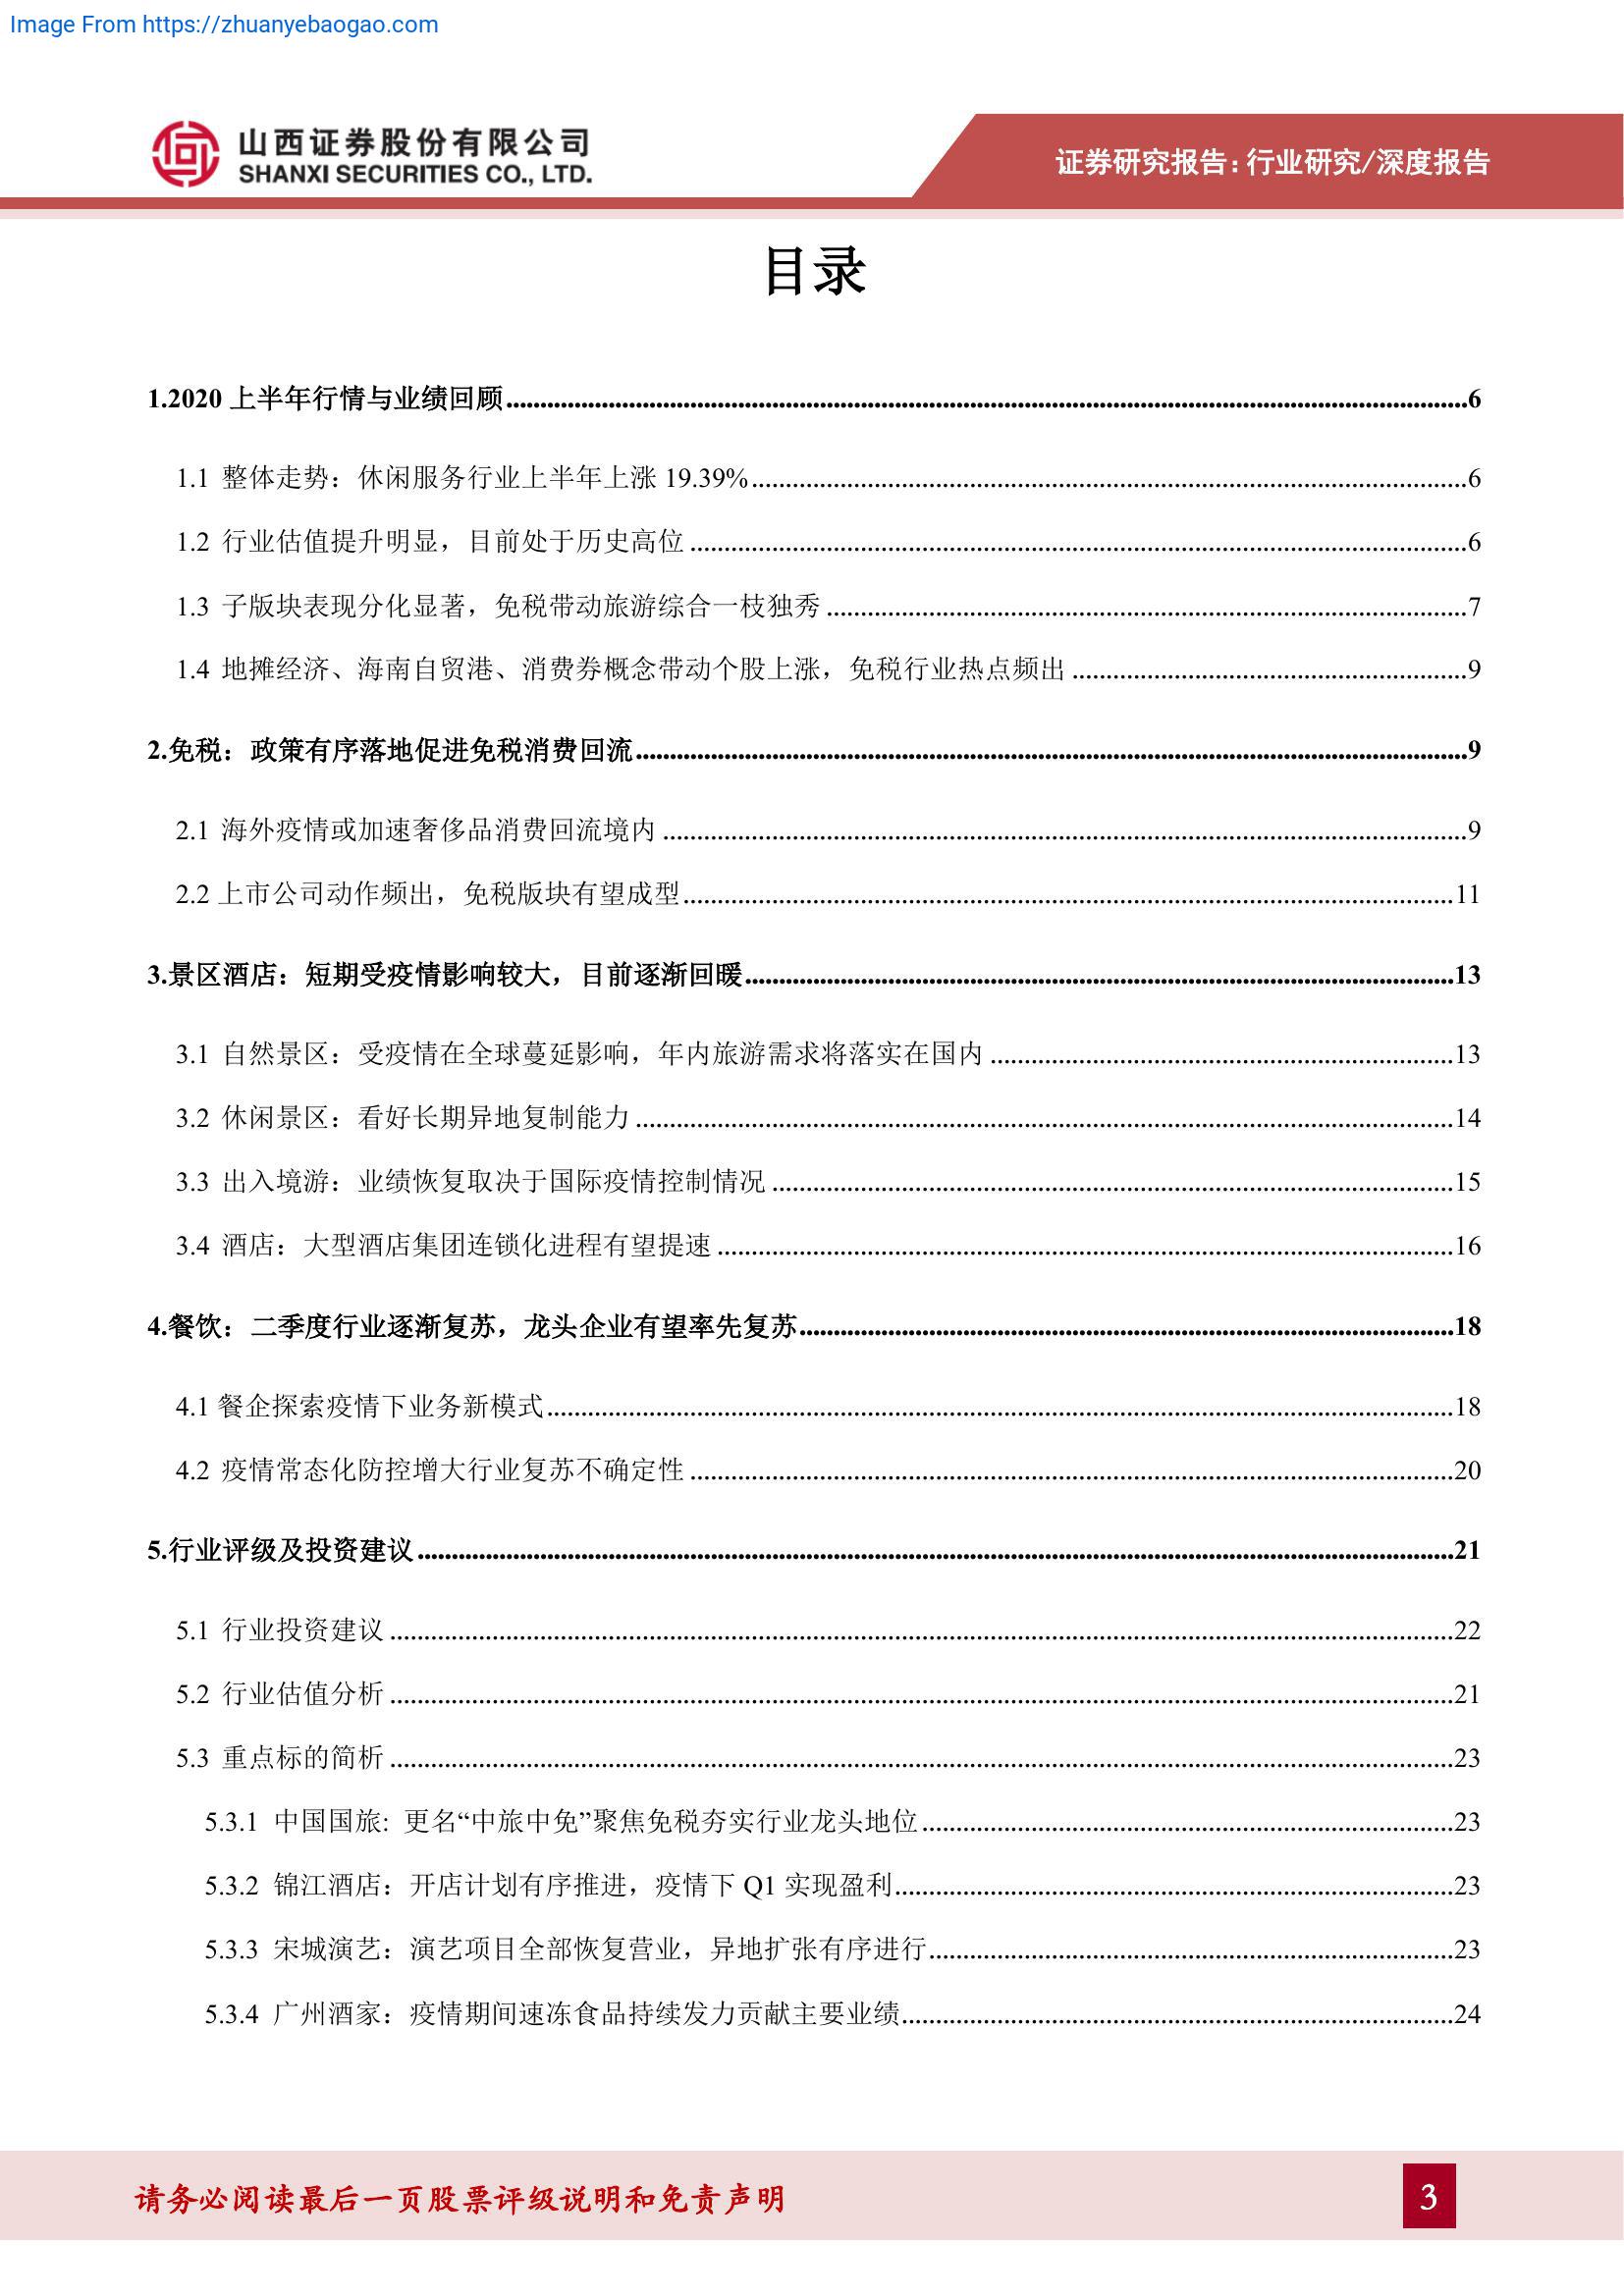 Image From https://zhuanyebaogao.com
山西证券股份有限公司
SHANXI SECURITIES CO., LTD.
证券研究报告：行业研究/深度报告
目录
1.2020 上半年行情与业绩回顾........................................6
1.1 整体走势：休闲服务行业上半年上涨 19.39%........................................6
1.2 行业估值提升明显，目前处于历史高位........................................6
1.3 子版块表现分化显著，免税带动旅游综合一枝独秀........................................7
1.4 地摊经济、海南自贸港、消费券概念带动个股上涨，免税行业热点频出........................................9
2.免税：政策有序落地促进免税消费回流........................................9
2.1 海外疫情或加速奢侈品消费回流境内........................................9
2.2 上市公司动作频出，免税版块有望成型........................................11
3.景区酒店：短期受疫情影响较大，目前逐渐回暖........................................13
3.1 自然景区：受疫情在全球蔓延影响，年内旅游需求将落实在国内........................................13
3.2 休闲景区：看好长期异地复制能力........................................14
3.3 出入境游：业绩恢复取决于国际疫情控制情况........................................15
3.4 酒店：大型酒店集团连锁化进程有望提速........................................16
4.餐饮：二季度行业逐渐复苏，龙头企业有望率先复苏........................................18
4.1 餐企探索疫情下业务新模式........................................18
4.2 疫情常态化防控增大行业复苏不确定性........................................20
5.行业评级及投资建议........................................21
5.1 行业投资建议........................................22
5.2 行业估值分析........................................21
5.3 重点标的简析........................................23
5.3.1 中国国旅: 更名“中旅中免”聚焦免税夯实行业龙头地位........................................23
5.3.2 锦江酒店：开店计划有序推进，疫情下 Q1 实现盈利........................................23
5.3.3 宋城演艺：演艺项目全部恢复营业，异地扩张有序进行........................................23
5.3.4 广州酒家：疫情期间速冻食品持续发力贡献主要业绩........................................24
请务必阅读最后一页股票评级说明和免责声明
3